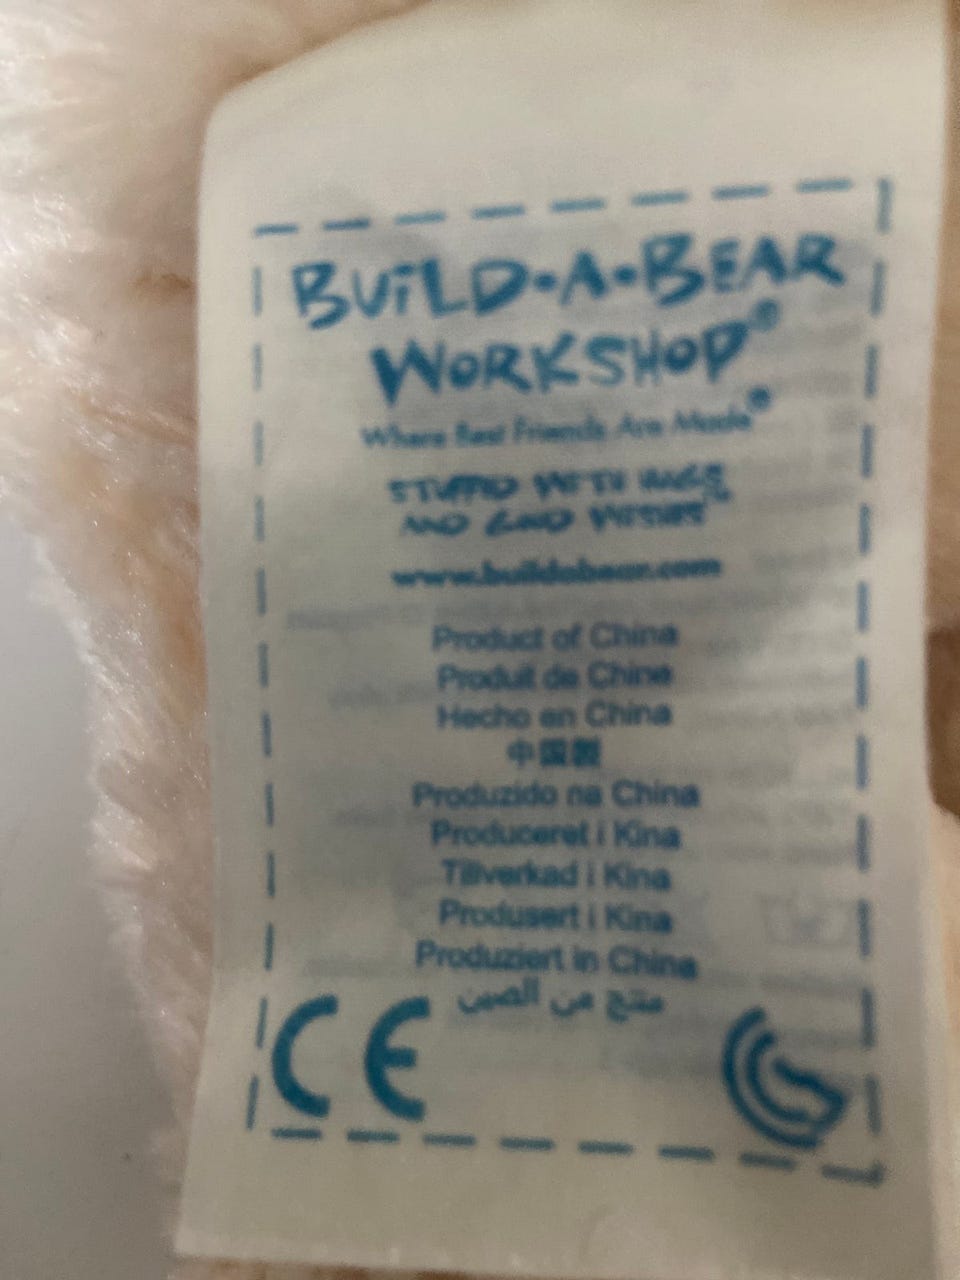 BUiLD•A•BEAR
WORKSHOP®
Where Best Friends Are Made®
STUFFED WITH HUGS
AND GOOD WISHES™
www.buildabear.com
Product of China
Produit de Chine
Hecho en China
中国製
Produzido na China
Produceret i Kina
Tillverkad i Kina
Produsert i Kina
Produziert in China
منتج من الصين
CE